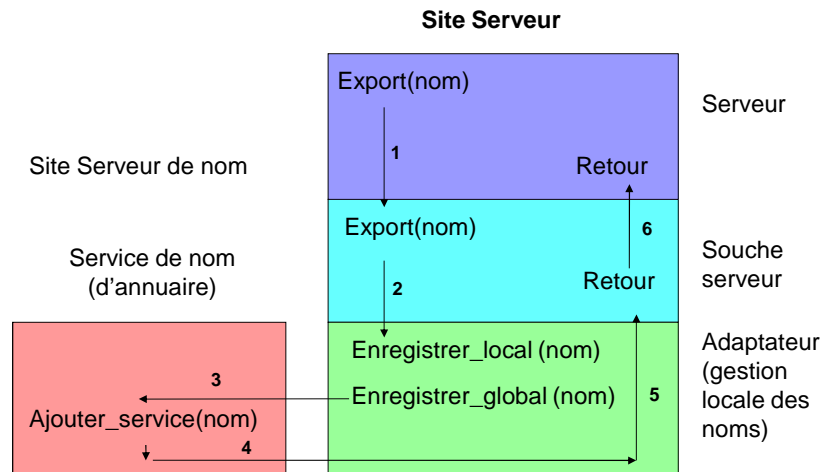 Site Serveur
Export(nom)
Serveur
1
Site Serveur de nom
Retour
Export(nom)
6
Service de nom
(d'annuaire)
Souche
serveur
2
Retour
Enregistrer_local (nom)
Adaptateur
(gestion
locale des
noms)
3
Enregistrer_global (nom)
5
Ajouter_service(nom)
4